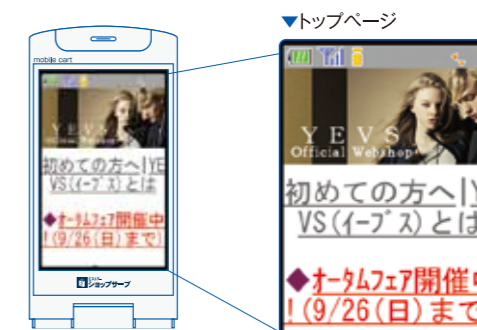 ▼トップページ
mobile cart
YEVS
初めての方へ|YE
VS(イーブス)とは
◆オータムフェア開催中
!(9/26(日)まで)
ショップサーブ
YEVS
Official Webshop
初めての方へ|Y
VS(イーブス)とは
◆オータムフェア開催中
!(9/26(日)まで